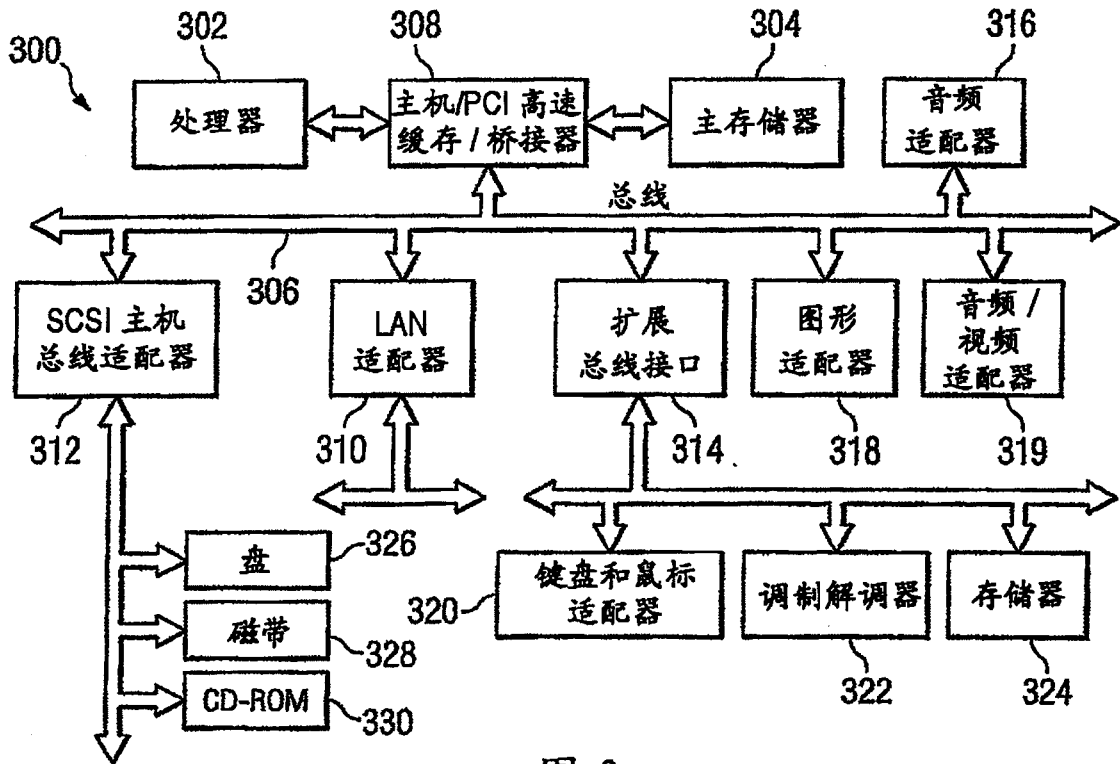 300
302
308
304
316
处理器
主机/PCI 高速
缓存 / 桥接器
主存储器
音频
适配器
总线
306
SCSI 主机
总线适配器
LAN
适配器
扩展
总线接口
图形
适配器
音频 /
视频
适配器
312
310
314
318
319
盘
326
磁带
328
CD-ROM
330
320
键盘和鼠标
适配器
调制解调器
存储器
322
324